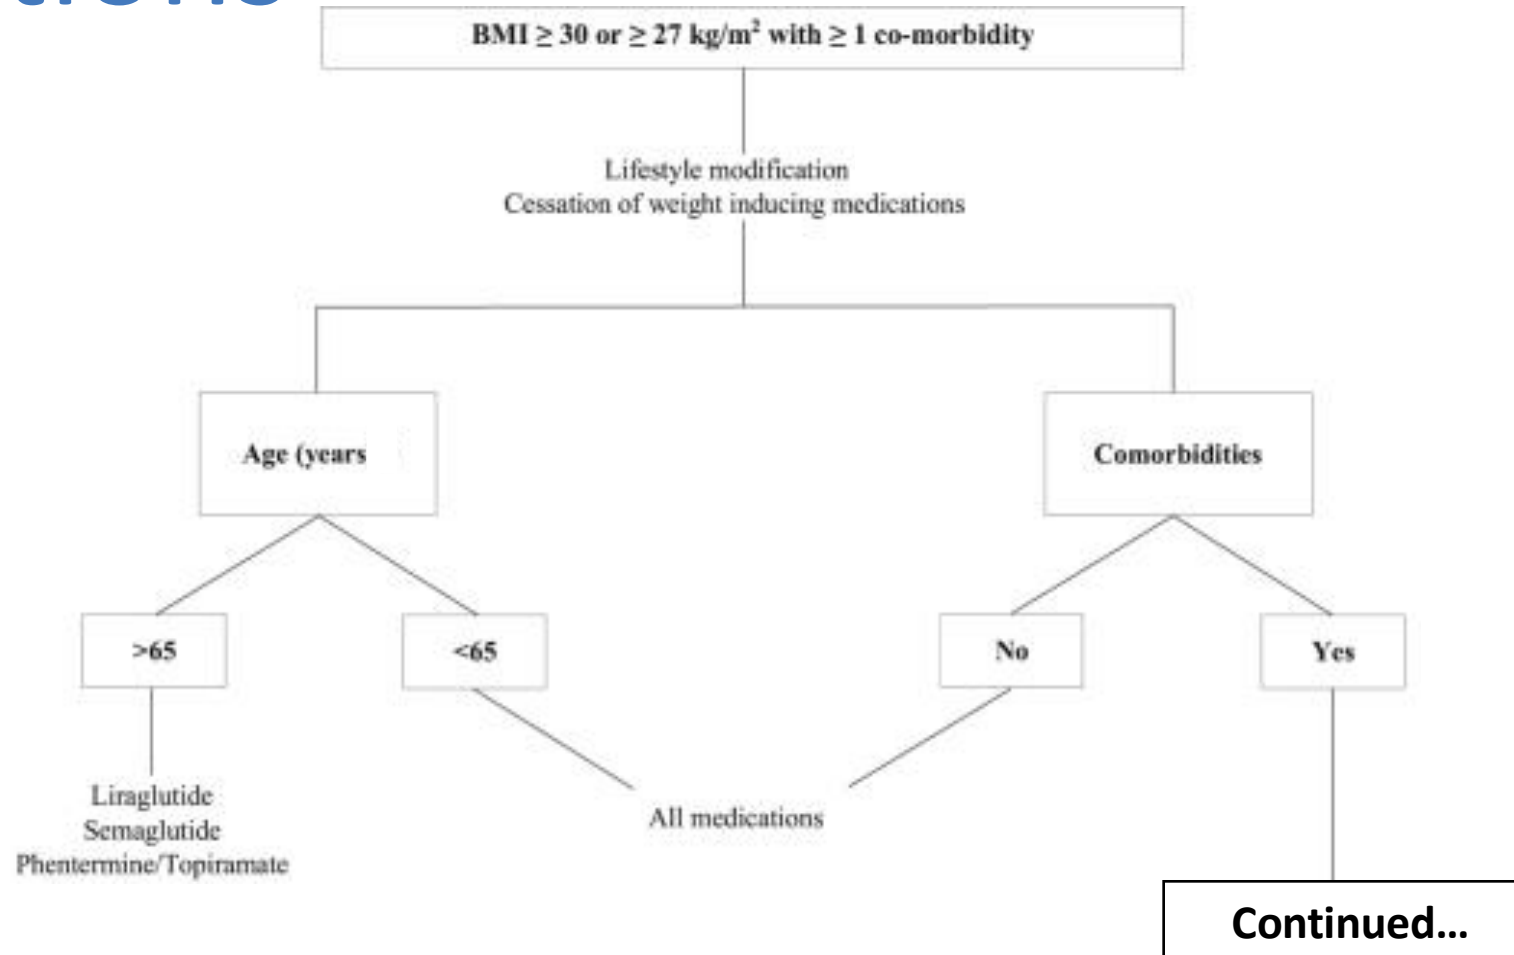 BMI ≥ 30 or ≥ 27 kg/m² with ≥ 1 co-morbidity
Lifestyle modification
Cessation of weight inducing medications
Age (years
Comorbidities
>65
<65
No
Yes
Liraglutide
Semaglutide
Phentermine/Topiramate
All medications
Continued...